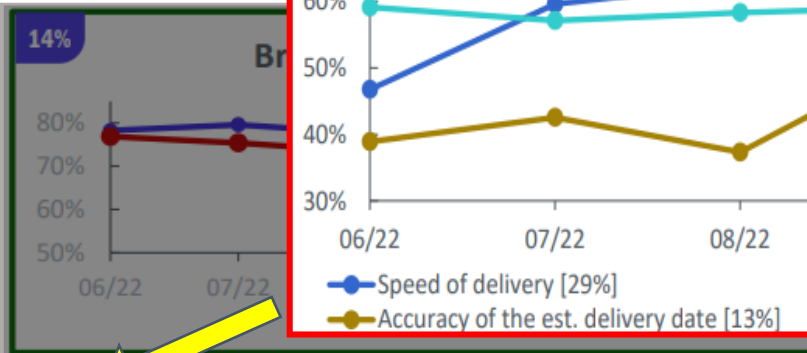 14%
Br
80%
70%
60%
50%
06/22 07/22
60%
50%
40%
30%
06/22 07/22 08/22
Speed of delivery [29%]
Accuracy of the est. delivery date [13%]